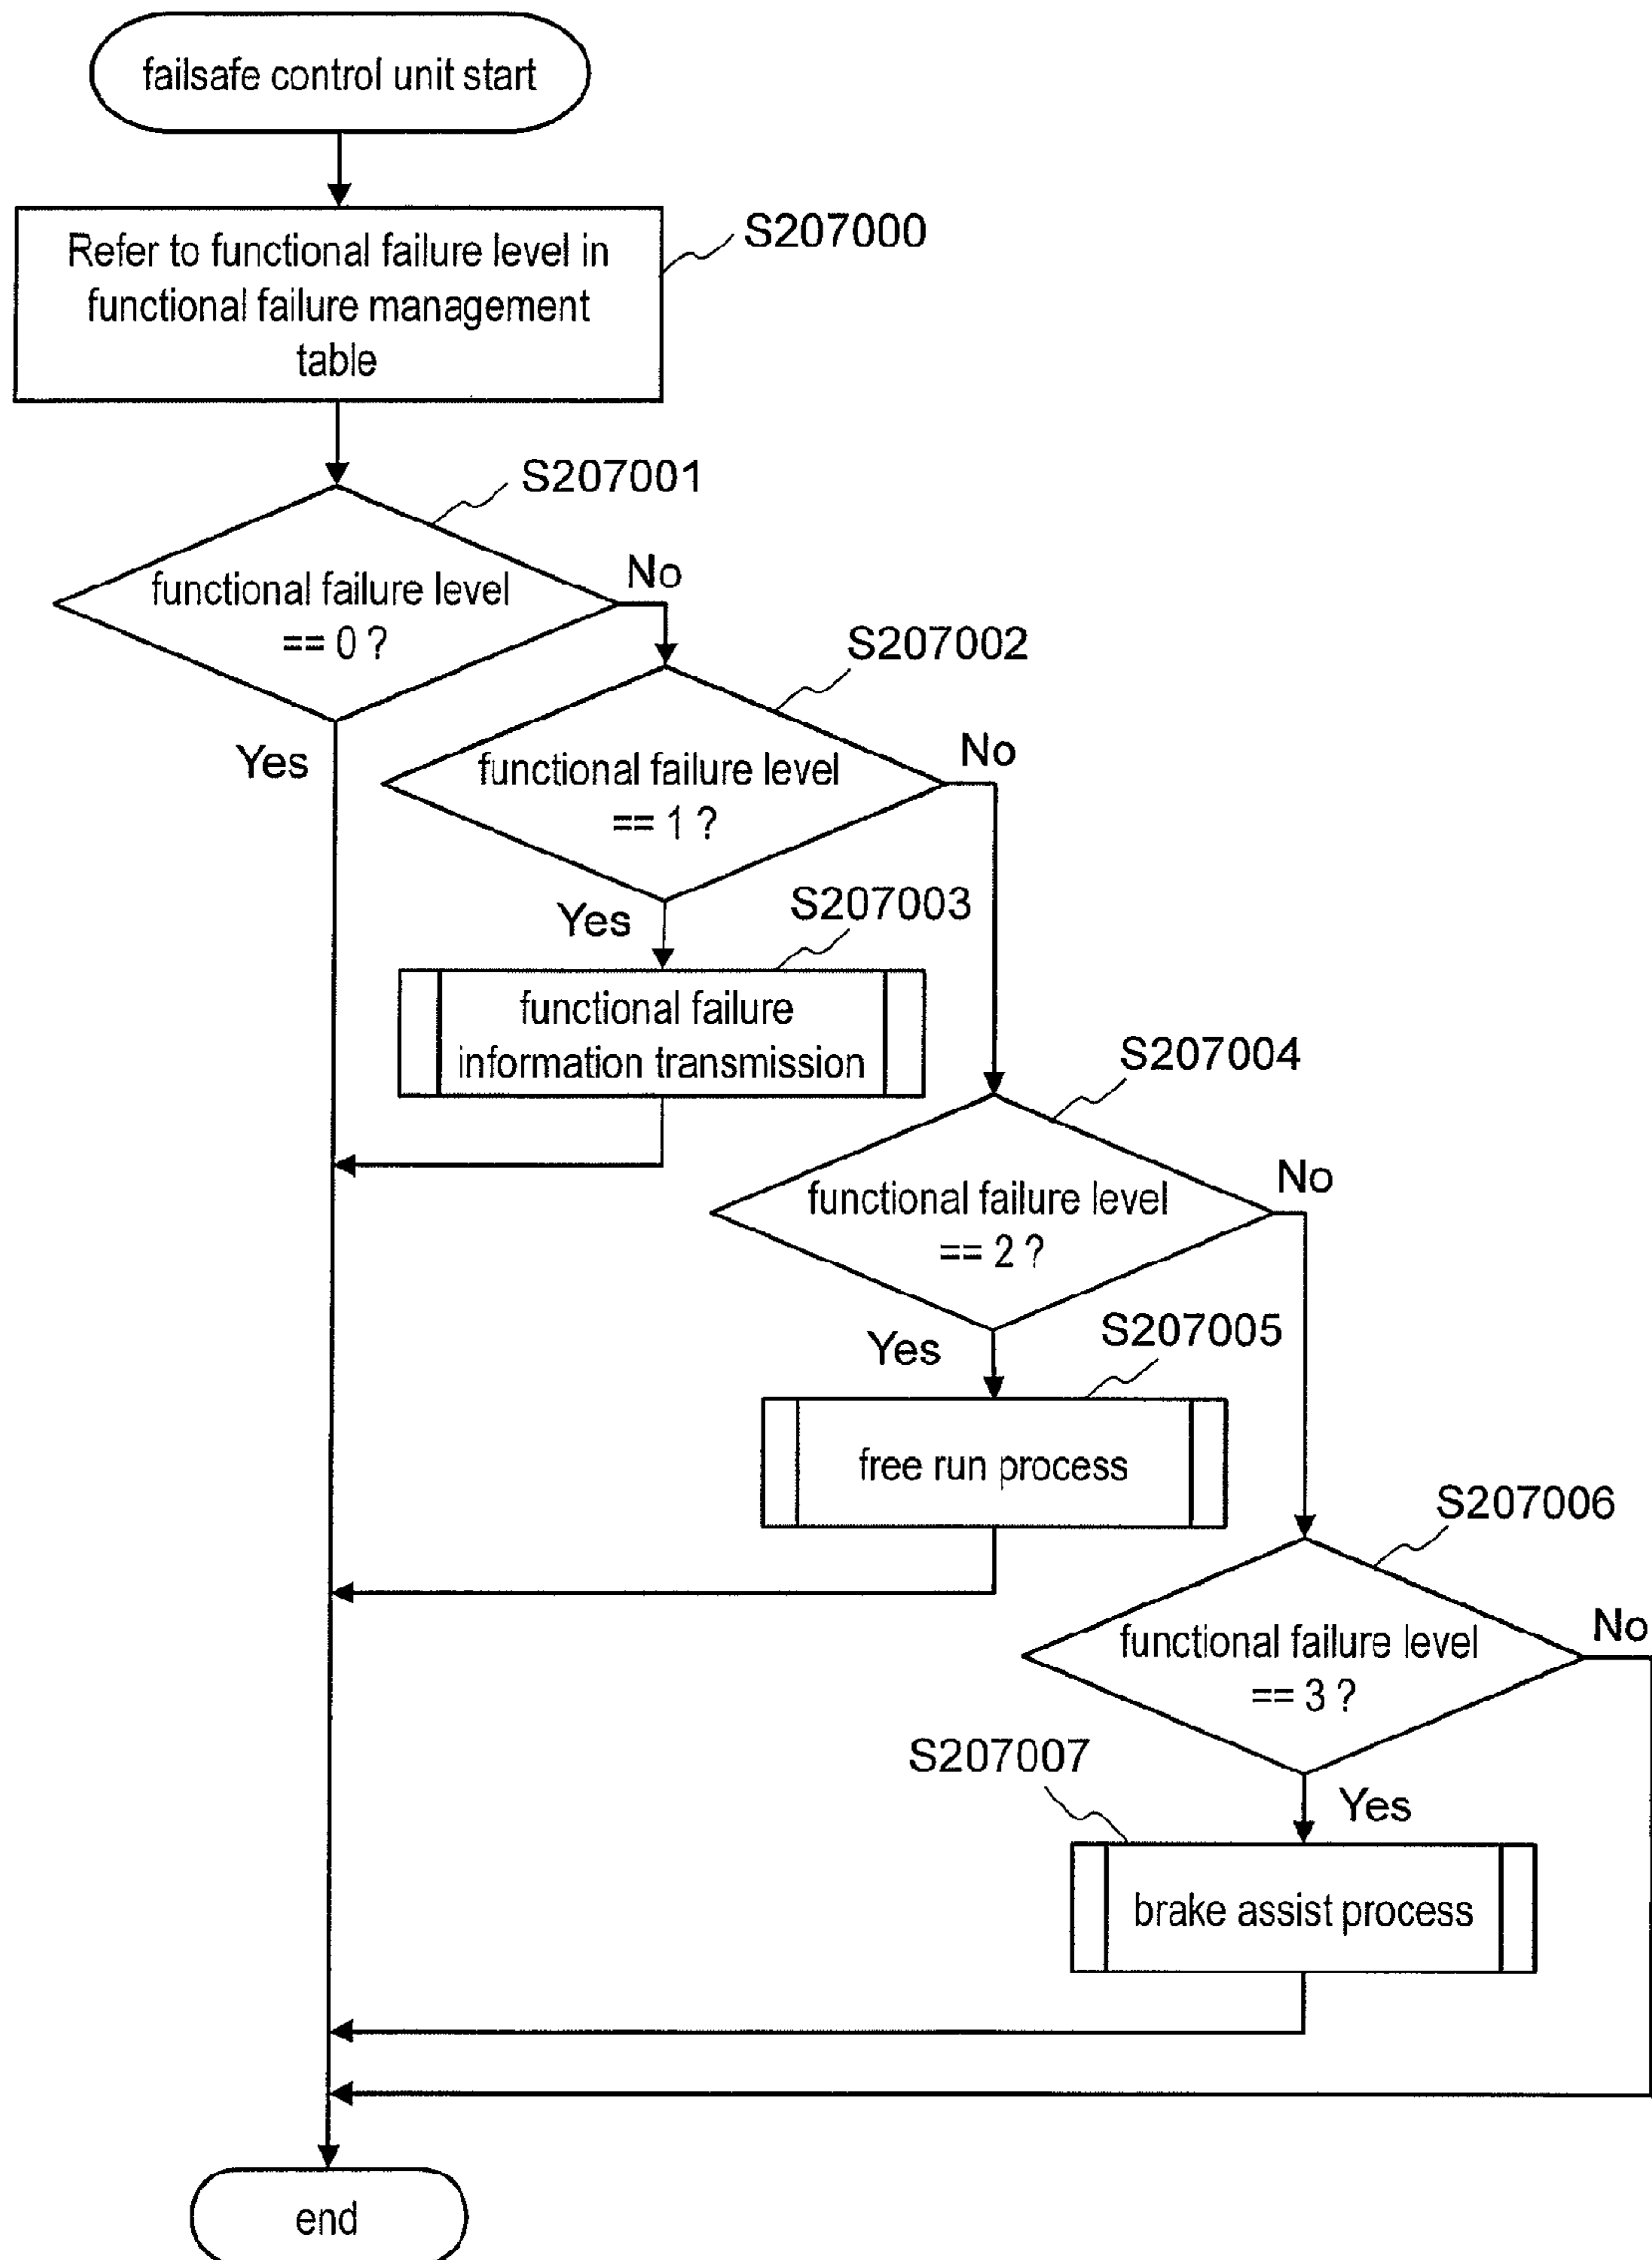 failsafe control unit start
S207000
Refer to functional failure level in
functional failure management
table
S207001
functional failure level
== 0 ?
No
Yes
S207002
functional failure level
== 1 ?
No
Yes
S207003
functional failure
information transmission
S207004
functional failure level
== 2 ?
No
Yes
S207005
free run process
S207006
functional failure level
== 3 ?
No
Yes
S207007
brake assist process
end